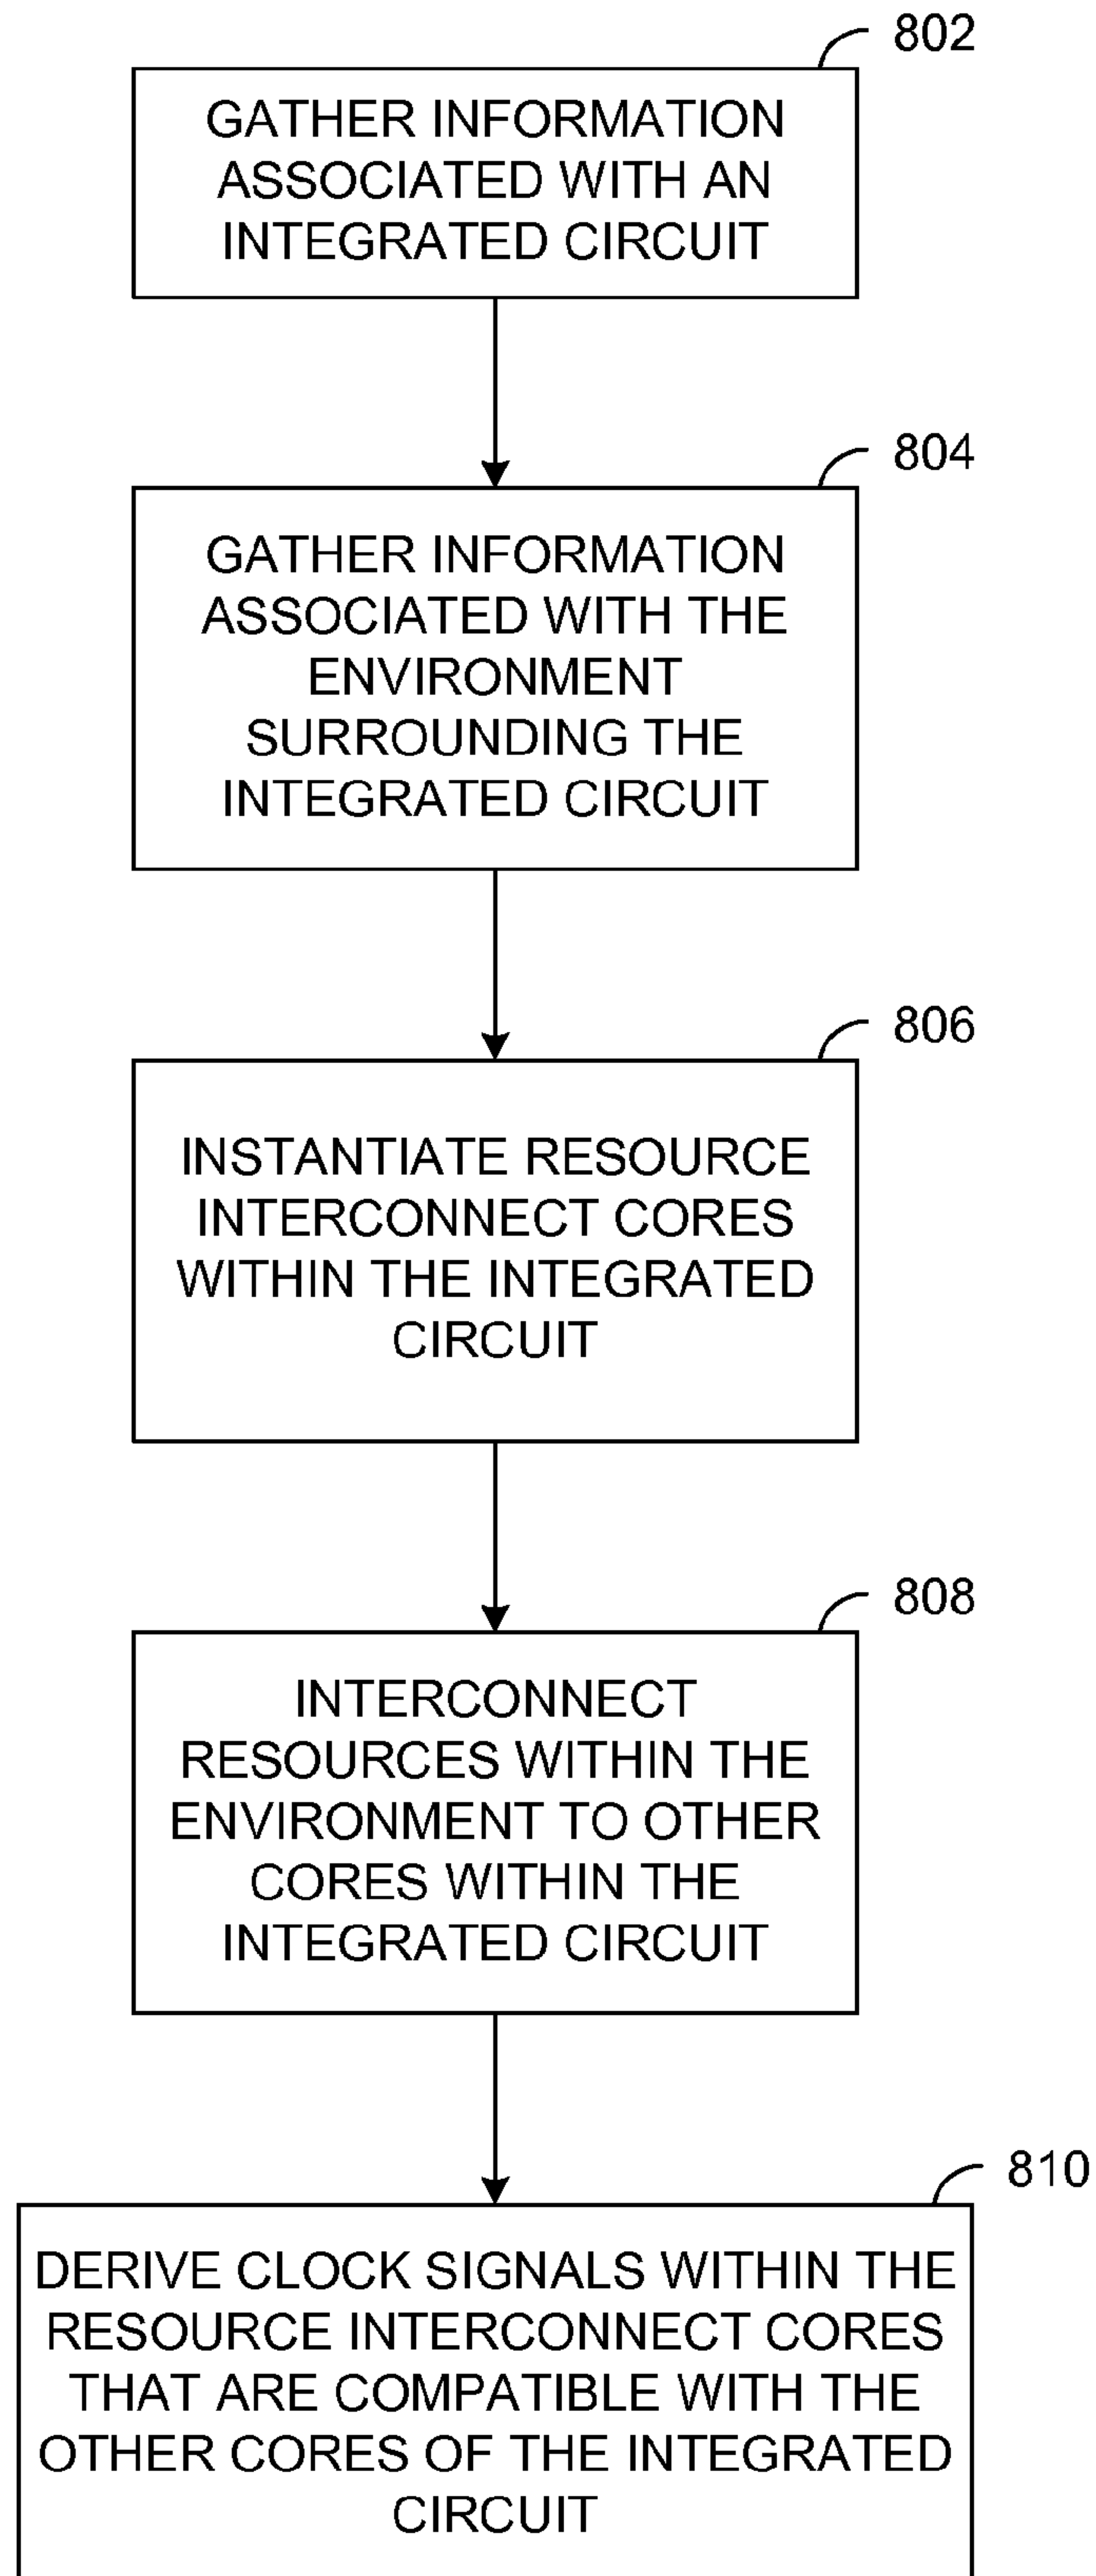 802
GATHER INFORMATION
ASSOCIATED WITH AN
INTEGRATED CIRCUIT
804
GATHER INFORMATION
ASSOCIATED WITH THE
ENVIRONMENT
SURROUNDING THE
INTEGRATED CIRCUIT
806
INSTANTIATE RESOURCE
INTERCONNECT CORES
WITHIN THE INTEGRATED
CIRCUIT
808
INTERCONNECT
RESOURCES WITHIN THE
ENVIRONMENT TO OTHER
CORES WITHIN THE
INTEGRATED CIRCUIT
810
DERIVE CLOCK SIGNALS WITHIN THE
RESOURCE INTERCONNECT CORES
THAT ARE COMPATIBLE WITH THE
OTHER CORES OF THE INTEGRATED
CIRCUIT